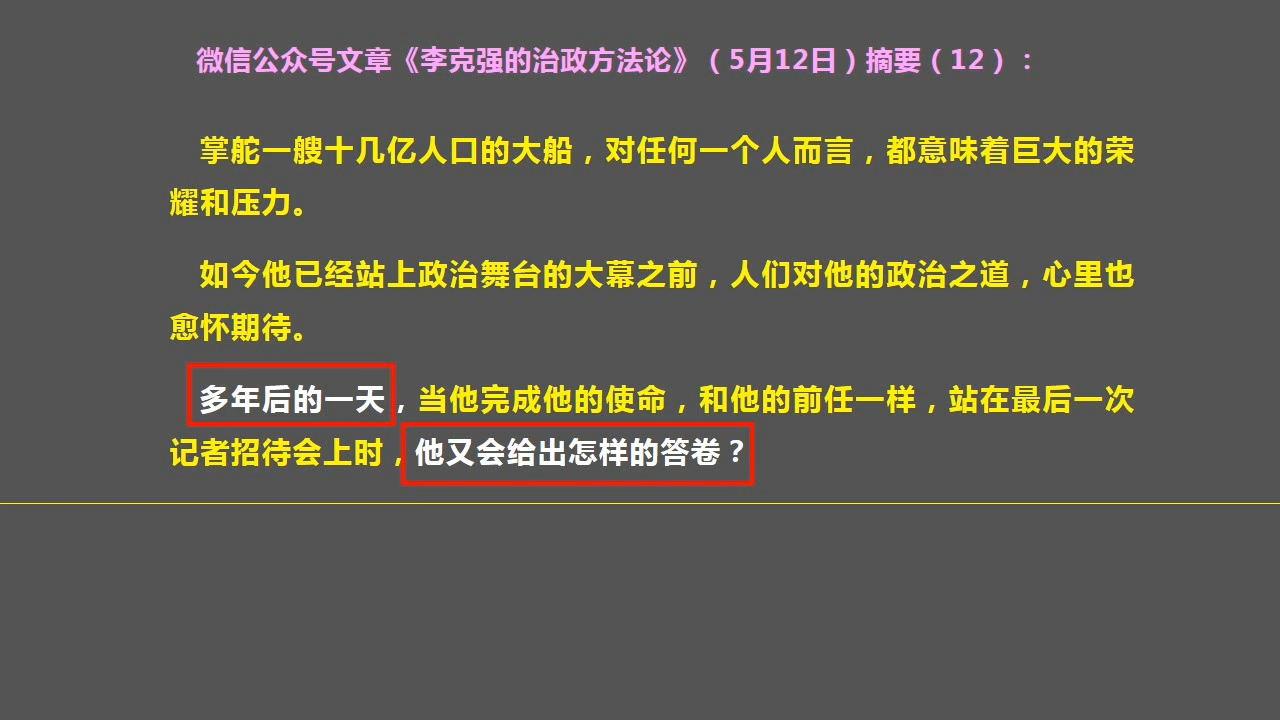 微信公众号文章《李克强的治政方法论》（5月12日）摘要（12）：
掌舵一艘十几亿人口的大船，对任何一个人而言，都意味着巨大的荣
耀和压力。
如今他已经站上政治舞台的大幕之前，人们对他的政治之道，心里也
愈怀期待。
多年后的一天，当他完成他的使命，和他的前任一样，站在最后一次
记者招待会上时，他又会给出怎样的答卷？